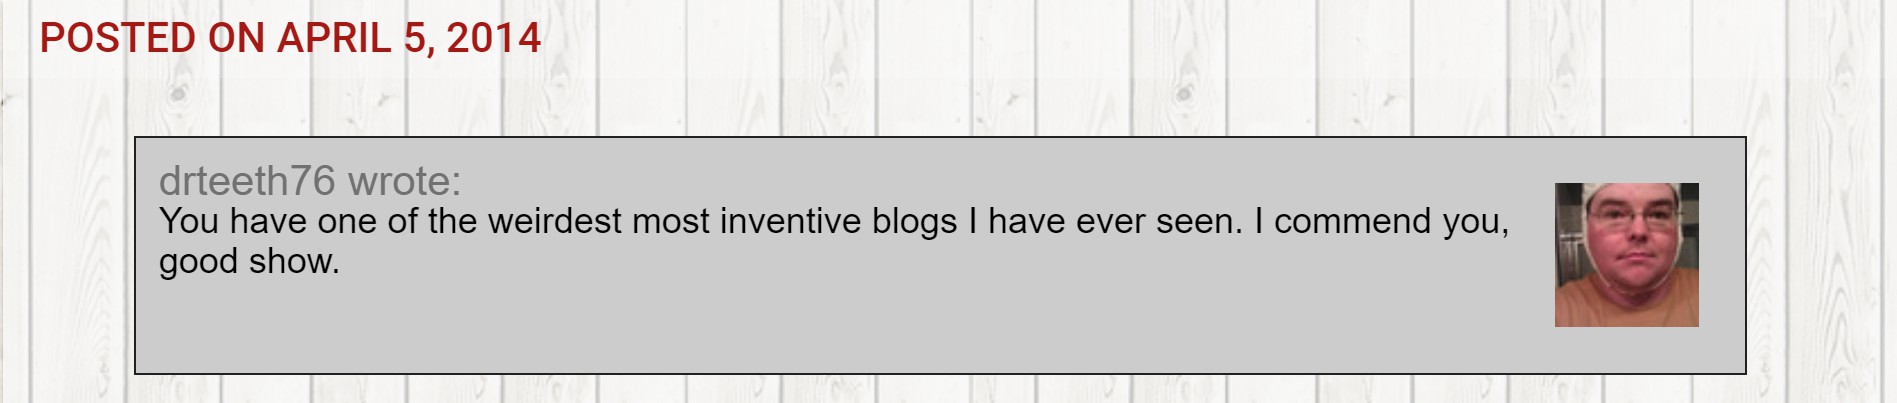 POSTED ON APRIL 5, 2014
drteeth76 wrote:
You have one of the weirdest most inventive blogs I have ever seen. I commend you,
good show.